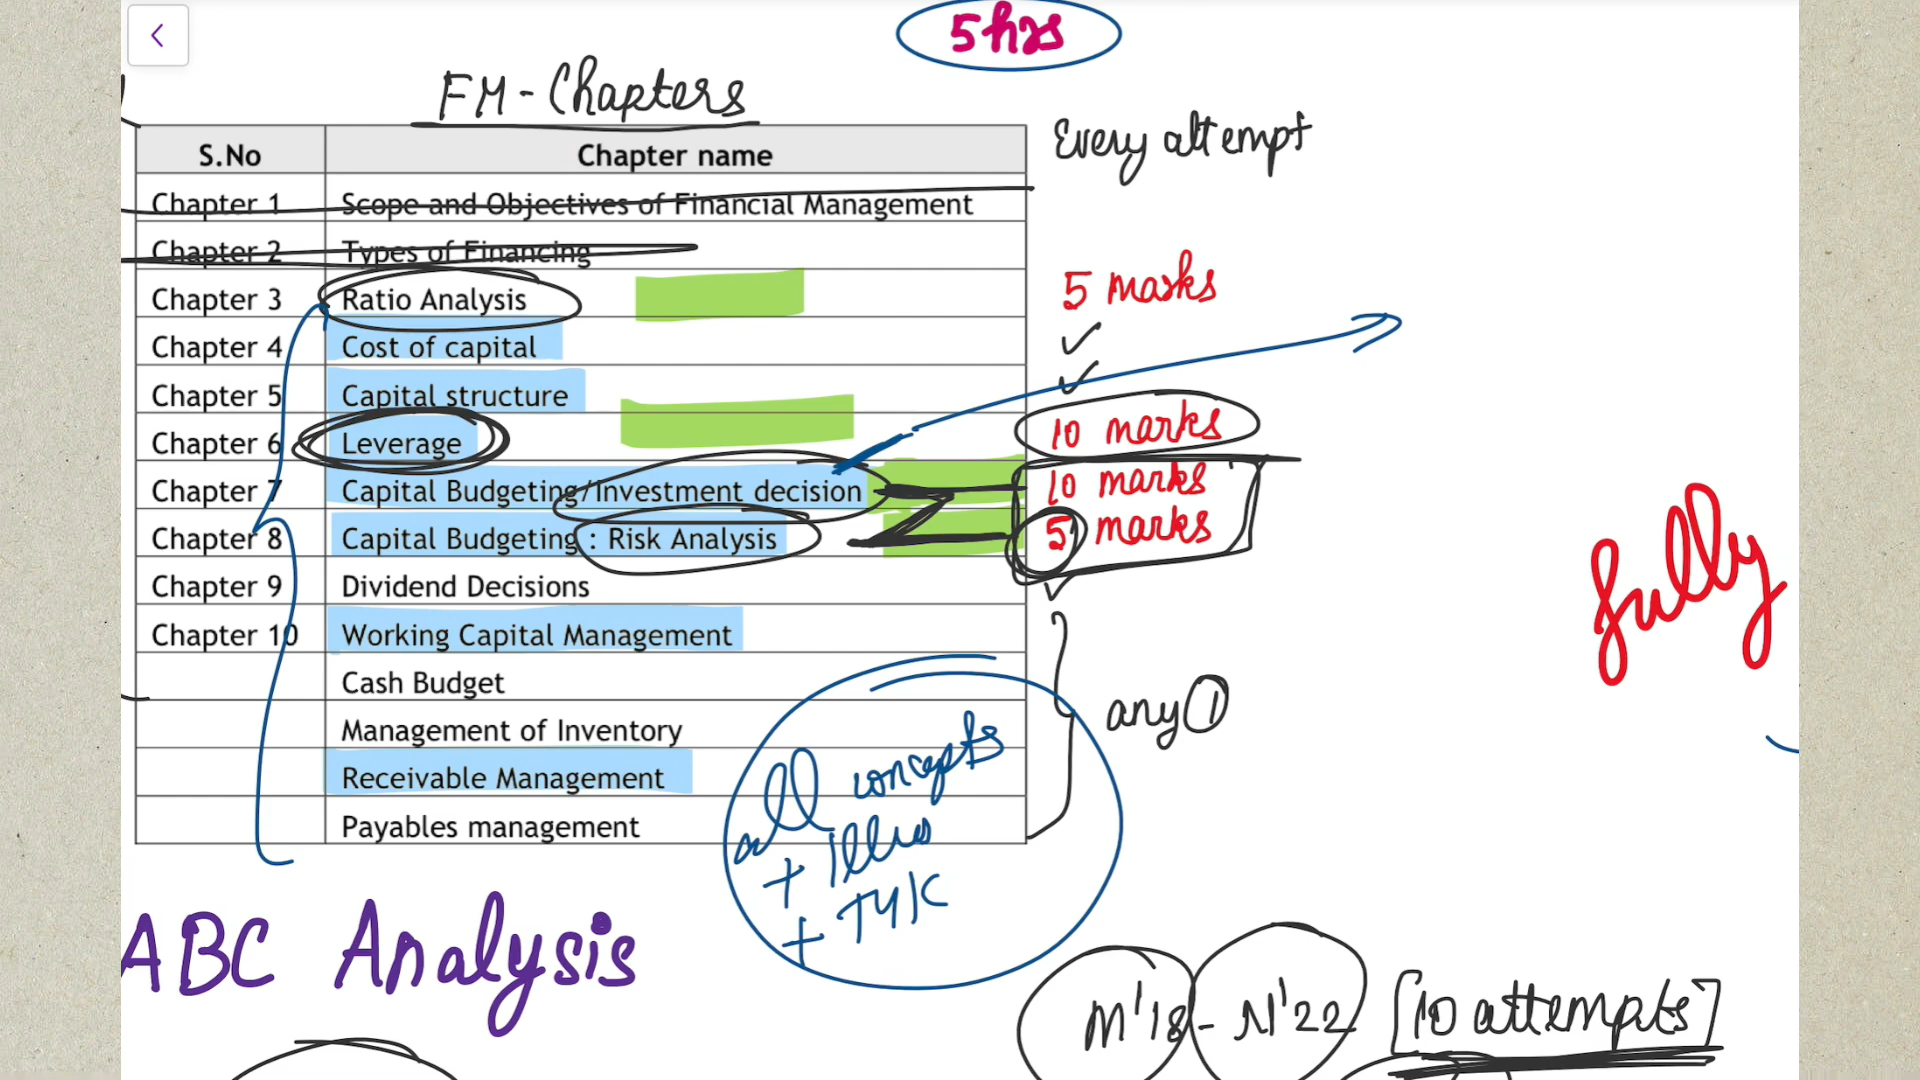 5 hrs
FM - Chapters
Every attempt
S.No Chapter name
Chapter 1 Scope and Objectives of Financial Management
Chapter 2 Types of Financing
Chapter 3 Ratio Analysis 5 marks
Chapter 4 Cost of capital
Chapter 5 Capital structure
Chapter 6 Leverage 10 marks
Chapter 7 Capital Budgeting/Investment decision 10 marks
Chapter 8 Capital Budgeting : Risk Analysis 5 marks
Chapter 9 Dividend Decisions
Chapter 10 Working Capital Management
Cash Budget
Management of Inventory
Receivable Management
Payables management
fully
any 1
all concepts
+ Illus
+ TYK
ABC Analysis
M'18 - N'22 [10 attempts]